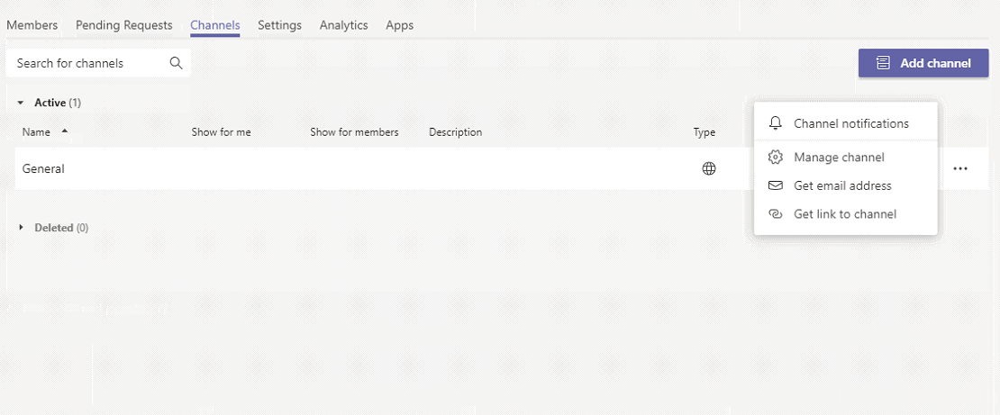 Members Pending Requests Channels Settings Analytics Apps
Search for channels
Add channel
Active (1)
Name Show for me Show for members Description Type
General
Channel notifications
Manage channel
Get email address
Get link to channel
Deleted (0)